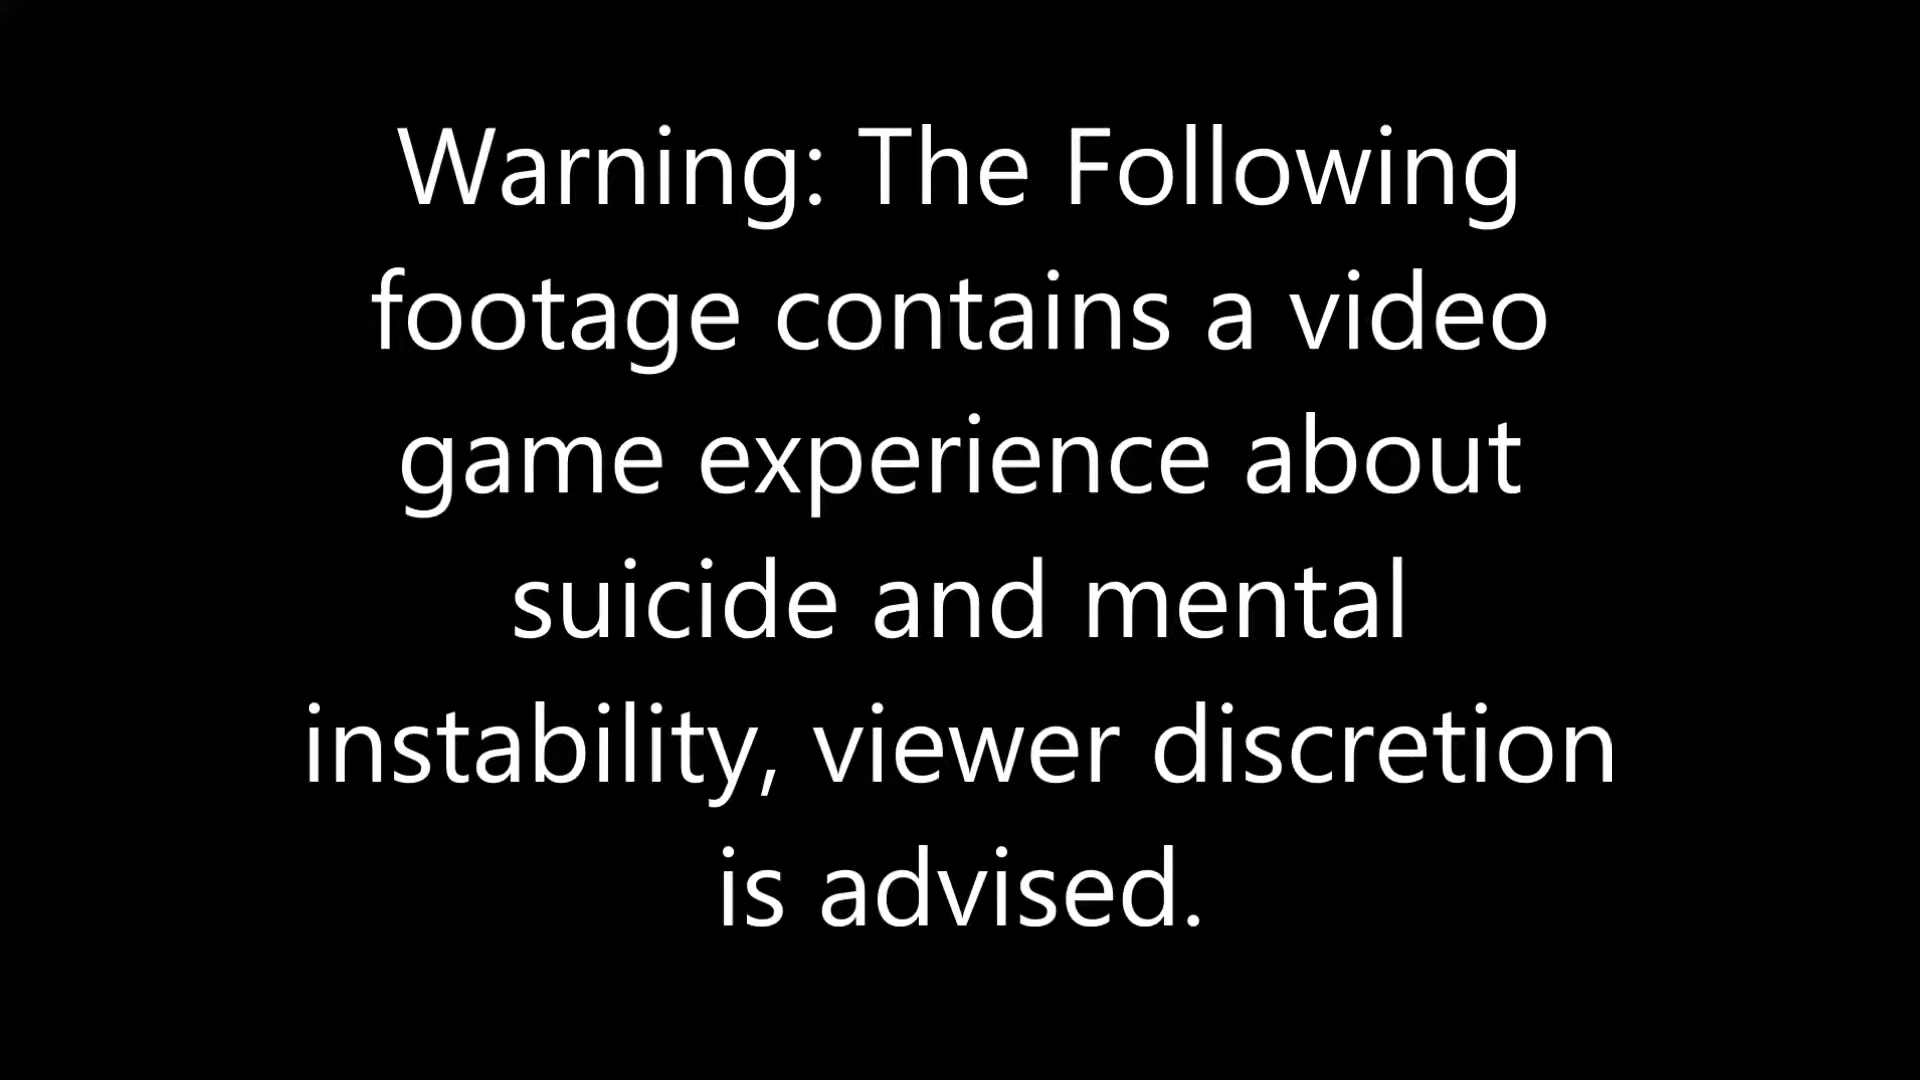 Warning: The Following
footage contains a video
game experience about
suicide and mental
instability, viewer discretion
is advised.